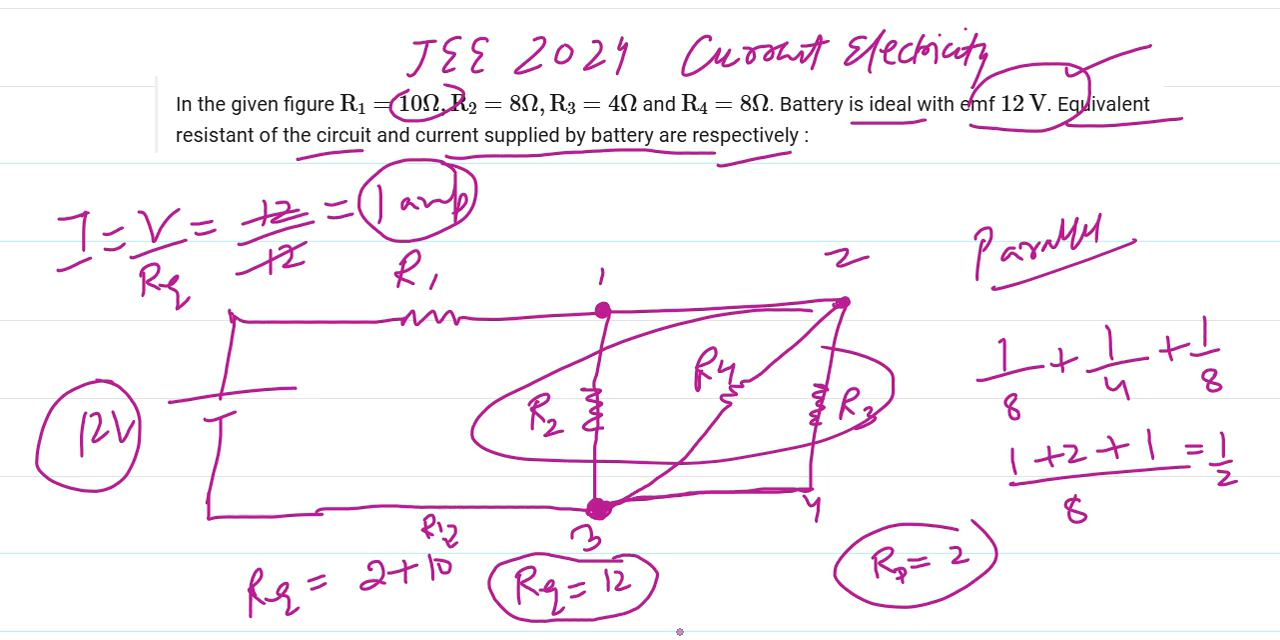 JEE 2024 Current Electricity
In the given figure R₁ = 10Ω, R₂ = 8Ω, R₃ = 4Ω and R₄ = 8Ω. Battery is ideal with emf 12 V. Equivalent
resistant of the circuit and current supplied by battery are respectively :
I = V/Req = 12/12 = 1 amp
Parallel
R₁
1
2
1/8 + 1/4 + 1/8
R₄
R₂
R₃
12V
1+2+1/8 = 1/2
4
3
Req = 2+10
Req = 12
Rp = 2